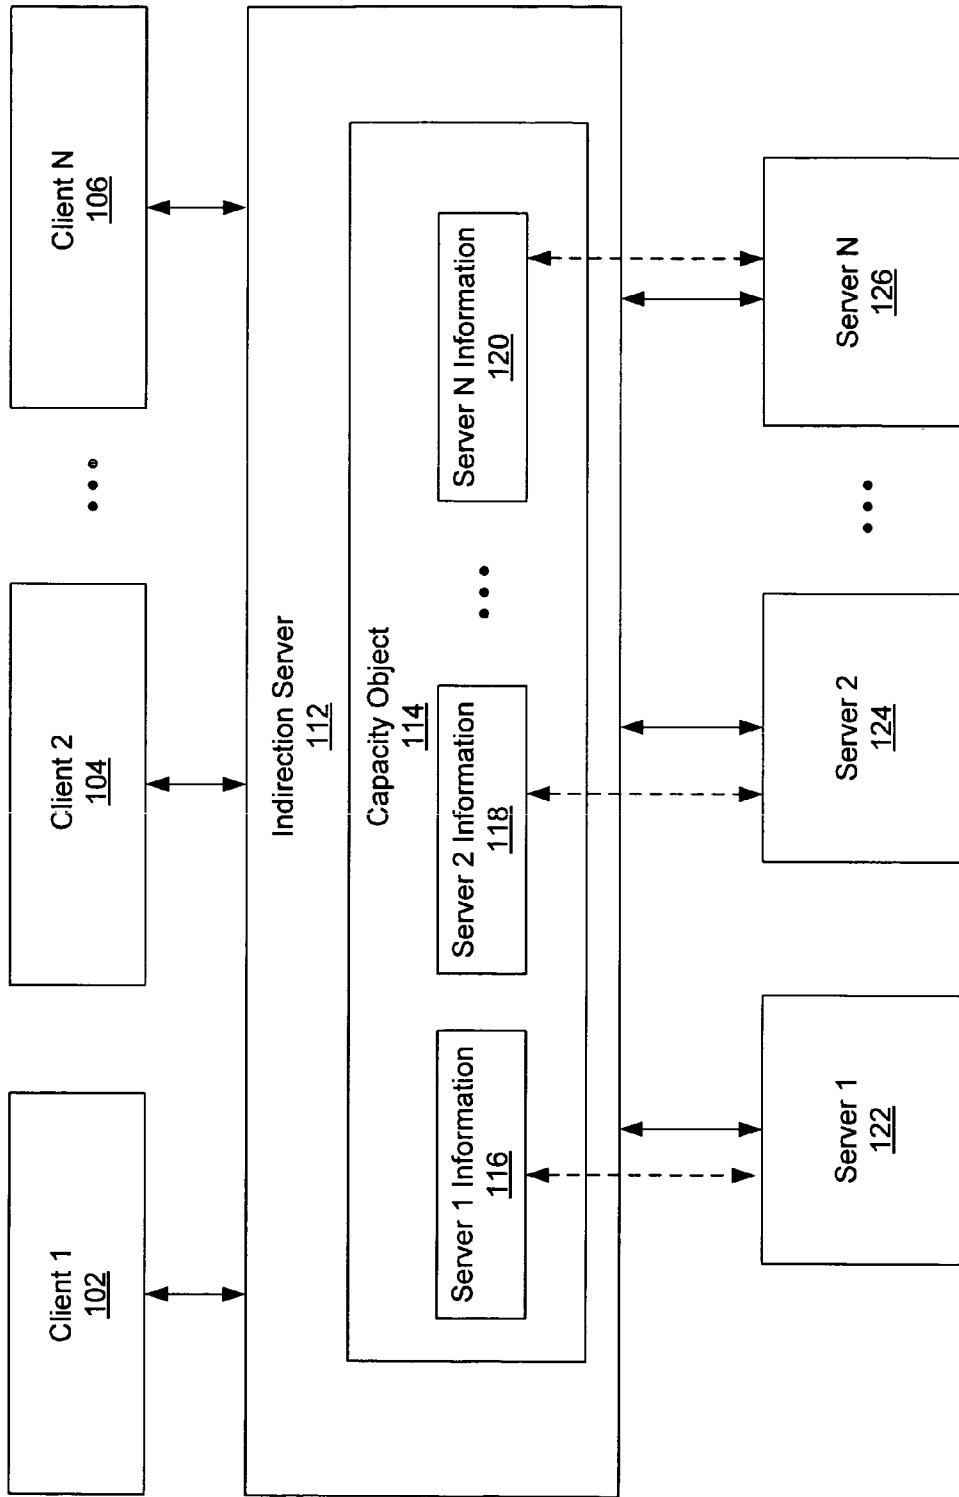 Client 1
102
Client 2
104
• • •
Client N
106
Indirection Server
112
Capacity Object
114
Server 1 Information
116
Server 2 Information
118
• • •
Server N Information
120
Server 1
122
Server 2
124
• • •
Server N
126